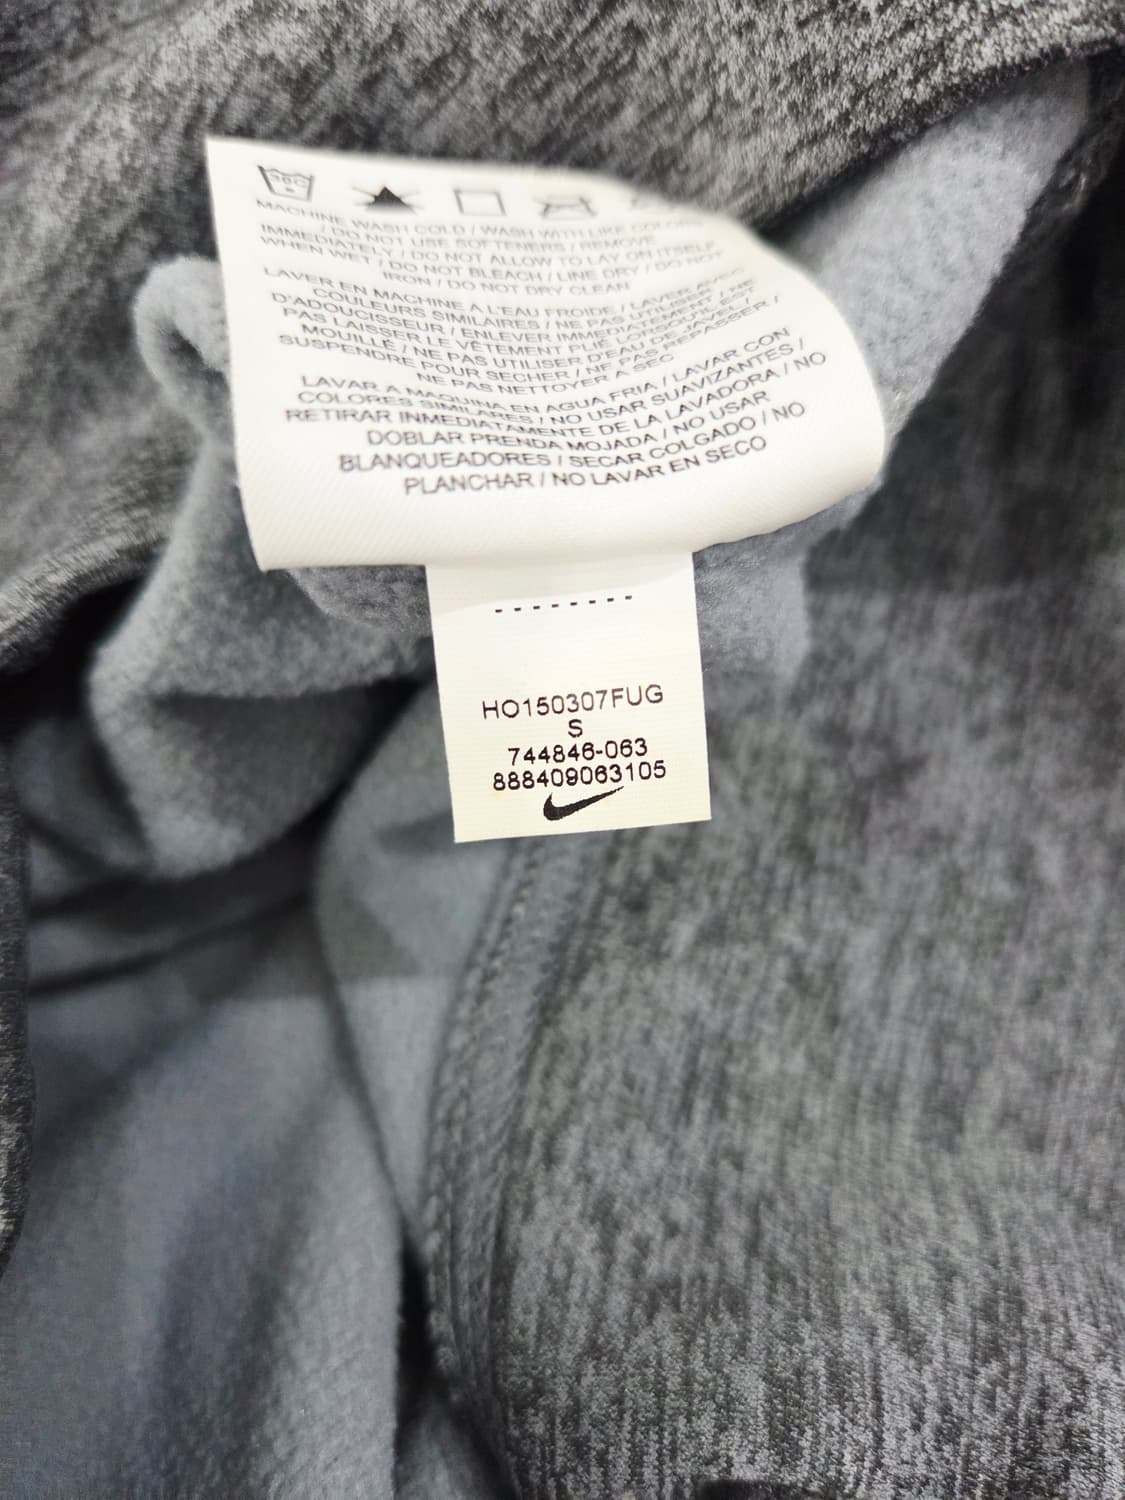 30C
MACHINE WASH COLD / WASH WITH LIKE COLORS
/ DO NOT USE SOFTENERS / REMOVE
IMMEDIATELY / DO NOT ALLOW TO LAY ON ITSELF
WHEN WET / DO NOT BLEACH / LINE DRY / DO NOT
IRON / DO NOT DRY CLEAN
LAVER EN MACHINE A L'EAU FROIDE / LAVER AVEC
COULEURS SIMILAIRES / NE PAS UTILISER
D'ADOUCISSEUR / ENLEVER IMMEDIATEMENT / NE
PAS LAISSER LE VÊTEMENT PLIÉ LORSQU'IL EST
MOUILLÉ / NE PAS UTILISER D'EAU DE JAVEL /
SUSPENDRE POUR SECHER / NE PAS REPASSER /
NE PAS NETTOYER A SEC
LAVAR A MAQUINA EN AGUA FRIA / LAVAR CON
COLORES SIMILARES / NO USAR SUAVIZANTES /
RETIRAR INMEDIATAMENTE DE LA LAVADORA / NO
DOBLAR PRENDA MOJADA / NO USAR
BLANQUEADORES / SECAR COLGADO / NO
PLANCHAR / NO LAVAR EN SECO
HO150307FUG
S
744846-063
888409063105